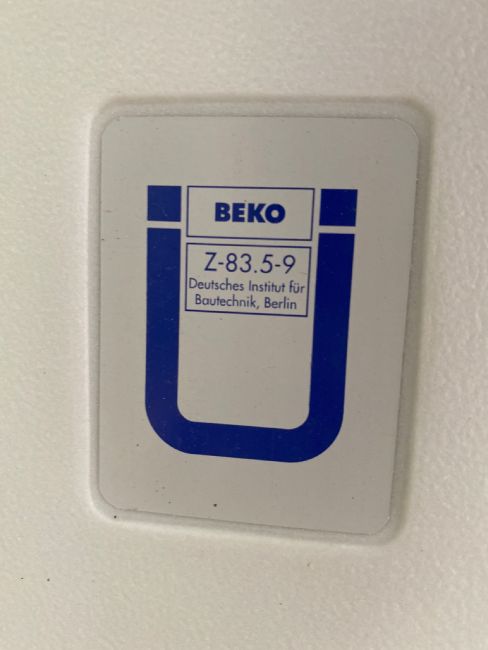 BEKO
Z-83.5-9
Deutsches Institut für
Bautechnik, Berlin
Ü